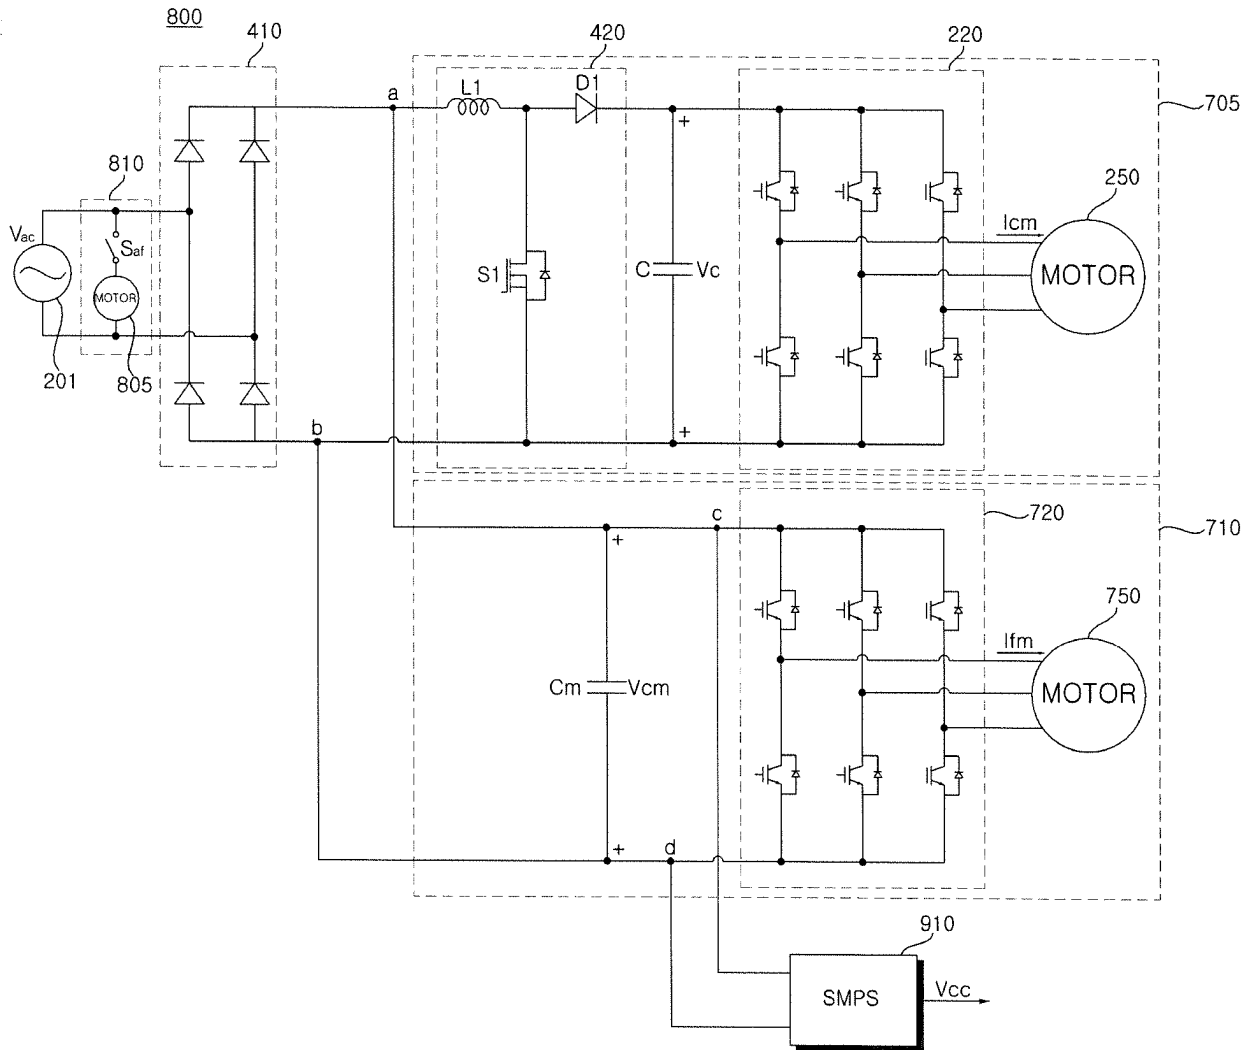 800
410
420
220
a
L1
D1
+
705
810
250
Vac
Saf
Icm
S1
C
Vc
MOTOR
MOTOR
201
805
b
+
c
720
710
+
750
Ifm
Cm
Vcm
MOTOR
+
d
910
SMPS
Vcc